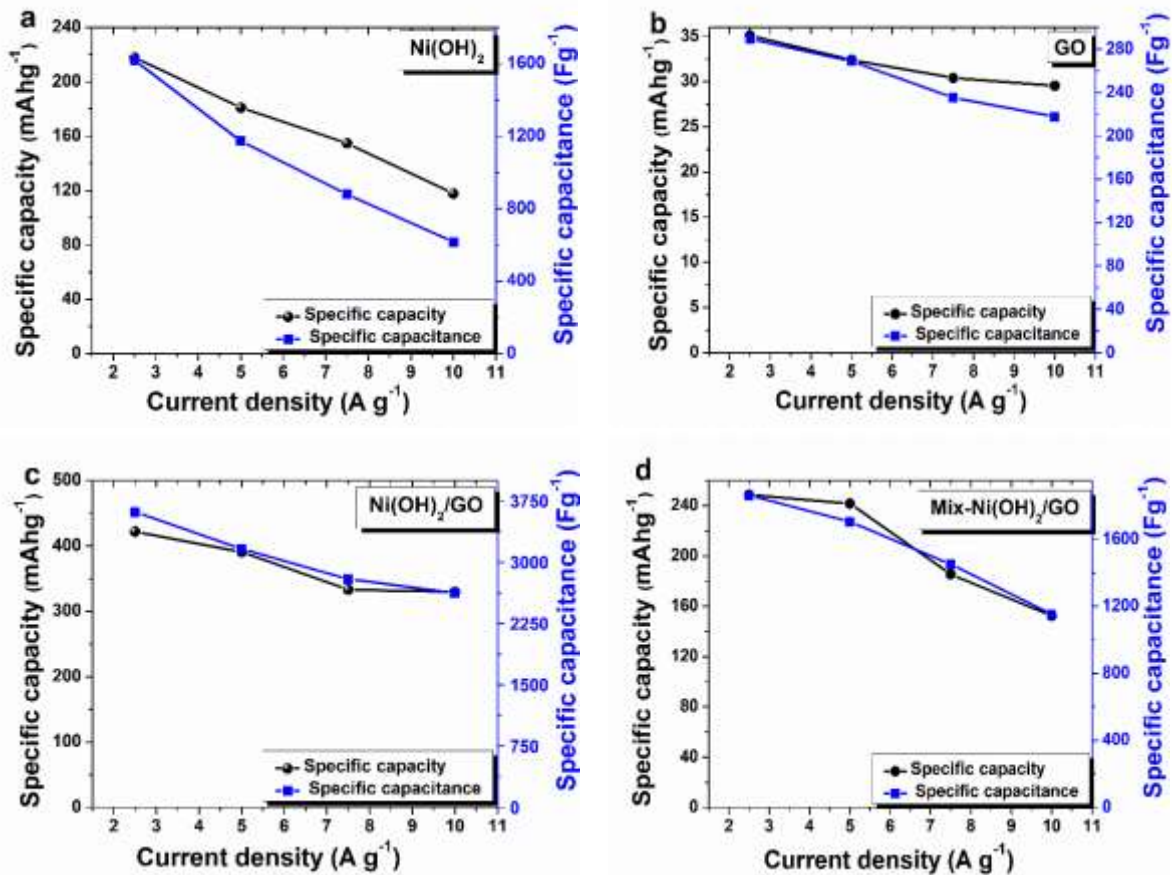 a
Ni(OH)2
Specific capacity (mAhg-1)
240
200
160
120
80
40
0
Specific capacitance (Fg-1)
1600
1200
800
400
0
Specific capacity
Specific capacitance
2 3 4 5 6 7 8 9 10 11
Current density (A g-1)
b
GO
Specific capacity (mAhg-1)
35
30
25
20
15
10
5
0
Specific capacitance (Fg-1)
280
240
200
160
120
80
40
0
Specific capacity
Specific capacitance
2 3 4 5 6 7 8 9 10 11
Current density (A g-1)
c
Ni(OH)2/GO
Specific capacity (mAhg-1)
500
400
300
200
100
0
Specific capacitance (Fg-1)
3750
3000
2250
1500
750
0
Specific capacity
Specific capacitance
2 3 4 5 6 7 8 9 10 11
Current density (A g-1)
d
Mix-Ni(OH)2/GO
Specific capacity (mAhg-1)
240
200
160
120
80
40
0
Specific capacitance (Fg-1)
1600
1200
800
400
0
Specific capacity
Specific capacitance
2 3 4 5 6 7 8 9 10 11
Current density (A g-1)